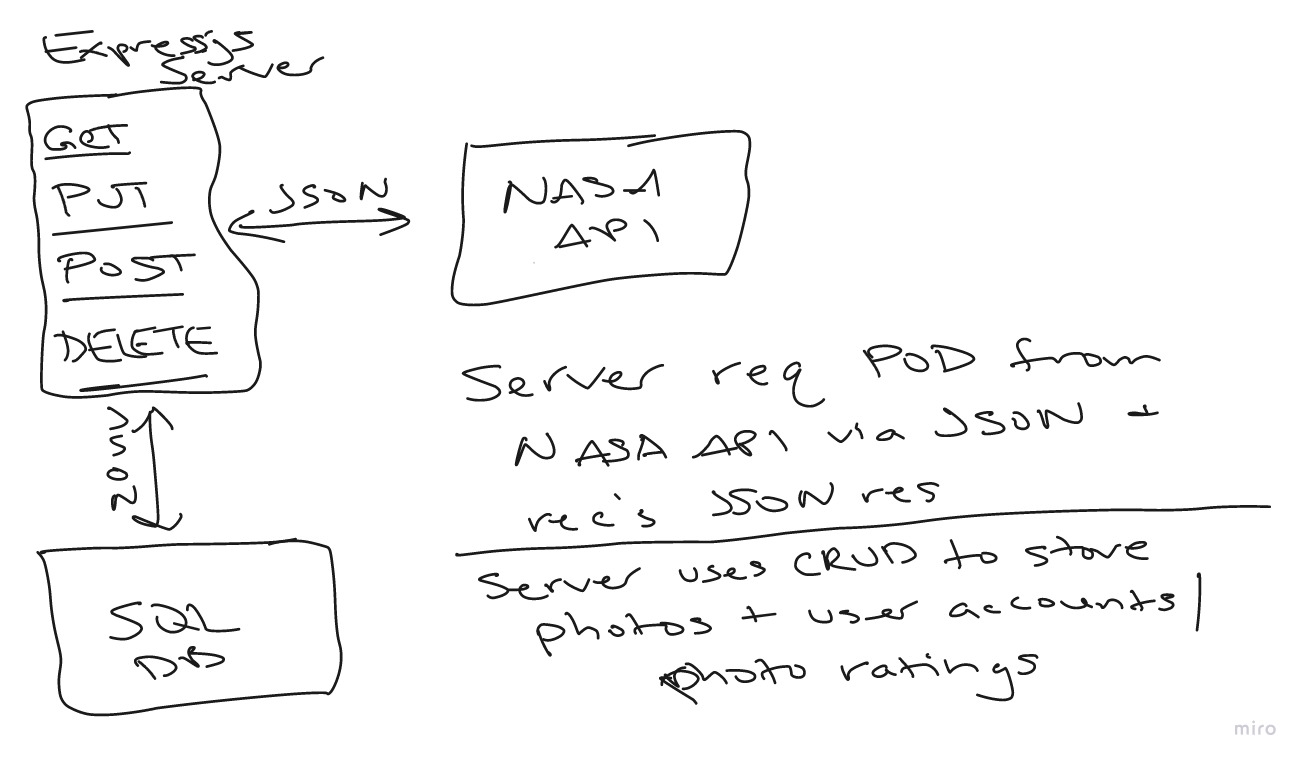 Expressjs
Server
GET
PUT
POST
DELETE
JSON
NASA
API
JSON
SQL
DB
Server req POD from
NASA API via JSON +
rec's JSON res
Server uses CRUD to store
photos + user accounts/
photo ratings
miro